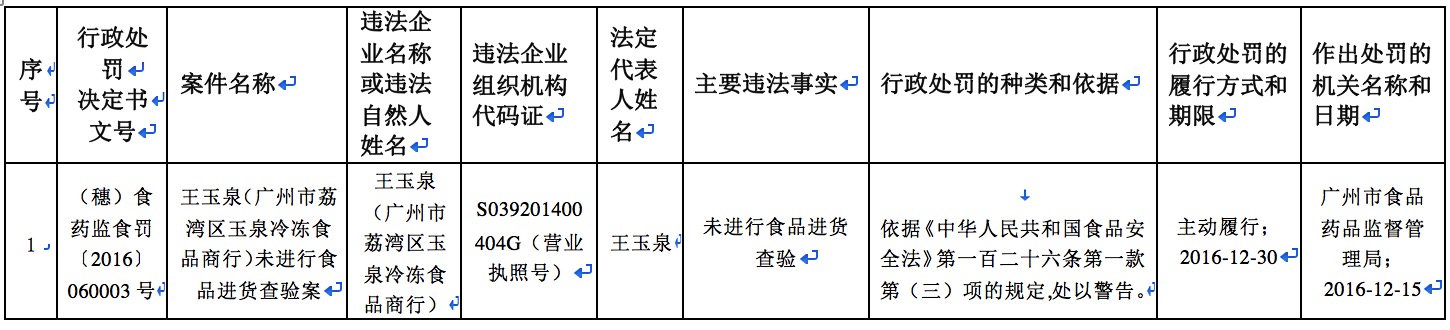 序
号
行政处
罚
决定书
文号
案件名称
违法企
业名称
或违法
自然人
姓名
违法企业
组织机构
代码证
法定
代表
人姓
名
主要违法事实
行政处罚的种类和依据
行政处罚的
履行方式和
期限
作出处罚的
机关名称和
日期
1
（穗）食
药监食罚
〔2016〕
060003 号
王玉泉（广州市荔
湾区玉泉冷冻食
品商行）未进行食
品进货查验案
王玉泉
（广州市
荔湾区玉
泉冷冻食
品商行）
S039201400
404G（营业
执照号）
王玉泉
未进行食品进货
查验
依据《中华人民共和国食品安
全法》第一百二十六条第一款
第（三）项的规定,处以警告。
主动履行；
2016-12-30
广州市食品
药品监督管
理局；
2016-12-15